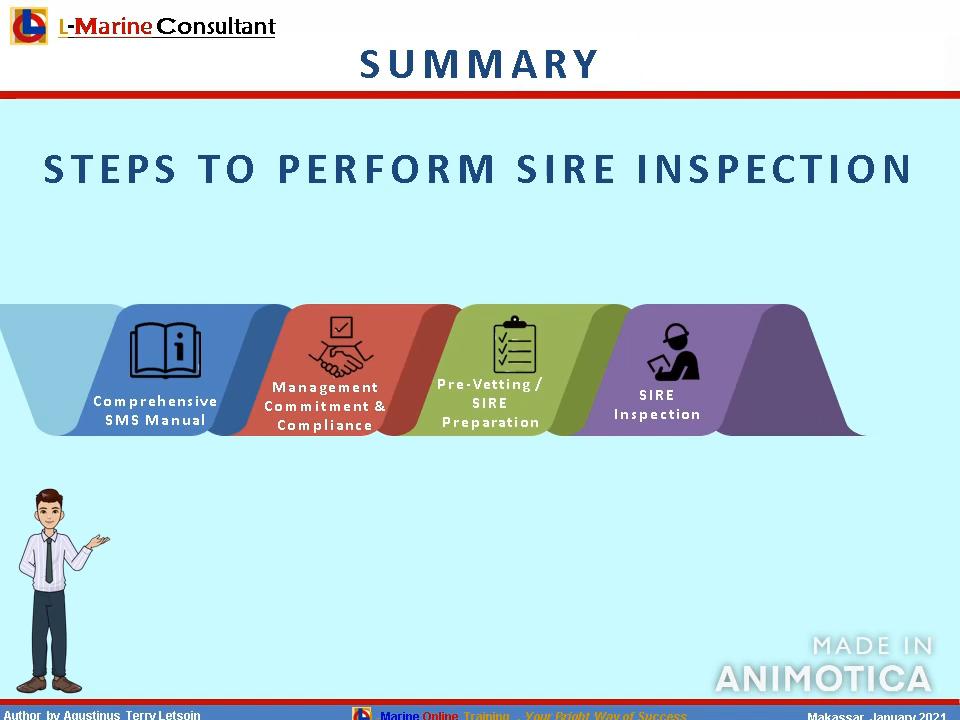 L-Marine Consultant
SUMMARY
STEPS TO PERFORM SIRE INSPECTION
Comprehensive
SMS Manual
Management
Commitment &
Compliance
Pre-Vetting /
SIRE
Preparation
SIRE
Inspection
MADE IN
ANIMOTICA
Author by Agustinus Terry Letsoin
Marine Online Training - Your Bright Way of Success
Makassar, January 2021